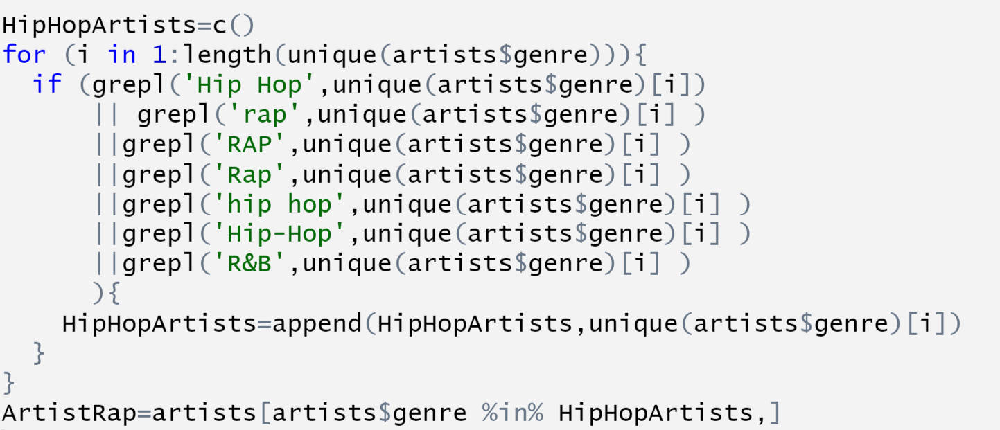 HipHopArtists=c()
for (i in 1:length(unique(artists$genre))){
  if (grepl('Hip Hop',unique(artists$genre)[i])
      || grepl('rap',unique(artists$genre)[i] )
      ||grepl('RAP',unique(artists$genre)[i] )
      ||grepl('Rap',unique(artists$genre)[i] )
      ||grepl('hip hop',unique(artists$genre)[i] )
      ||grepl('Hip-Hop',unique(artists$genre)[i] )
      ||grepl('R&B',unique(artists$genre)[i] )
      ){
    HipHopArtists=append(HipHopArtists,unique(artists$genre)[i])
  }
}
ArtistRap=artists[artists$genre %in% HipHopArtists,]